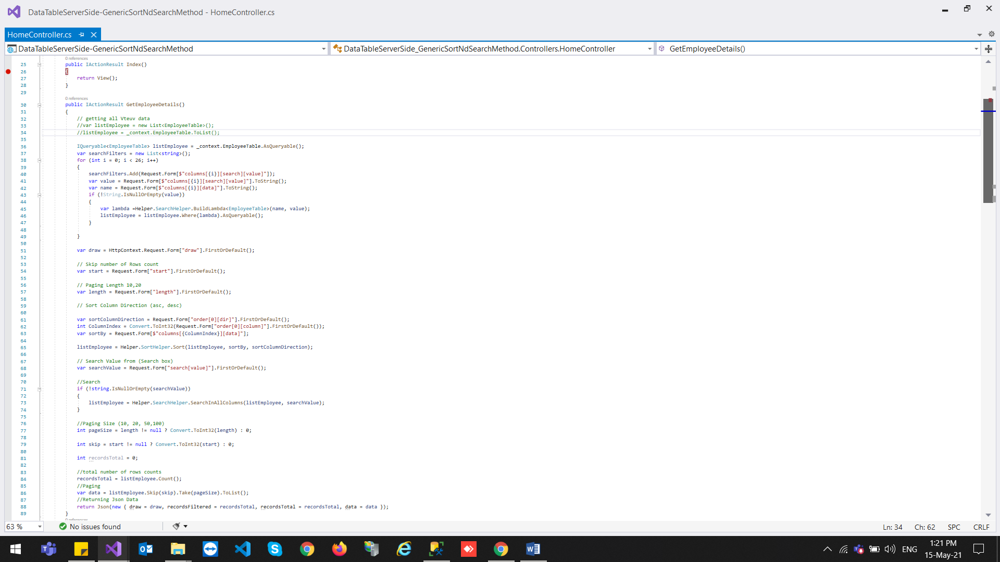 DataTableServerSide-GenericSortNdSearchMethod - HomeController.cs
HomeController.cs
DataTableServerSide-GenericSortNdSearchMethod
DataTableServerSide_GenericSortNdSearchMethod.Controllers.HomeController
GetEmployeeDetails()
0 references
25 public IActionResult Index()
26 {
27 return View();
28 }
29
0 references
30 public IActionResult GetEmployeeDetails()
31 {
32 // getting all Vteuv data
33 //var listEmployee = new List<EmployeeTable>();
34 //listEmployee = _context.EmployeeTable.ToList();
35
36 IQueryable<EmployeeTable> listEmployee = _context.EmployeeTable.AsQueryable();
37 var searchFilters = new List<string>();
38 for (int i = 0; i < 26; i++)
39 {
40 searchFilters.Add(Request.Form[$"columns[{i}][search][value]"]);
41 var value = Request.Form[$"columns[{i}][search][value]"].ToString();
42 var name = Request.Form[$"columns[{i}][data]"].ToString();
43 if (!String.IsNullOrEmpty(value))
44 {
45 var lambda =Helper.SearchHelper.BuildLambda<EmployeeTable>(name, value);
46 listEmployee = listEmployee.Where(lambda).AsQueryable();
47 }
48
49 }
50
51 var draw = HttpContext.Request.Form["draw"].FirstOrDefault();
52
53 // Skip number of Rows count
54 var start = Request.Form["start"].FirstOrDefault();
55
56 // Paging Length 10,20
57 var length = Request.Form["length"].FirstOrDefault();
58
59 // Sort Column Direction (asc, desc)
60
61 var sortColumnDirection = Request.Form["order[0][dir]"].FirstOrDefault();
62 int ColumnIndex = Convert.ToInt32(Request.Form["order[0][column]"].FirstOrDefault());
63 var sortBy = Request.Form[$"columns[{ColumnIndex}][data]"];
64
65 listEmployee = Helper.SortHelper.Sort(listEmployee, sortBy, sortColumnDirection);
66
67 // Search Value from (Search box)
68 var searchValue = Request.Form["search[value]"].FirstOrDefault();
69
70 //Search
71 if (!string.IsNullOrEmpty(searchValue))
72 {
73 listEmployee = Helper.SearchHelper.SearchInAllColumns(listEmployee, searchValue);
74 }
75
76 //Paging Size (10, 20, 50,100)
77 int pageSize = length != null ? Convert.ToInt32(length) : 0;
78
79 int skip = start != null ? Convert.ToInt32(start) : 0;
80
81 int recordsTotal = 0;
82
83 //total number of rows counts
84 recordsTotal = listEmployee.Count();
85 //Paging
86 var data = listEmployee.Skip(skip).Take(pageSize).ToList();
87 //Returning Json Data
88 return Json(new { draw = draw, recordsFiltered = recordsTotal, recordsTotal = recordsTotal, data = data });
89 }
0 references
63 %
No issues found
Ln: 34
Ch: 62
SPC
CRLF
ENG
1:21 PM
15-May-21